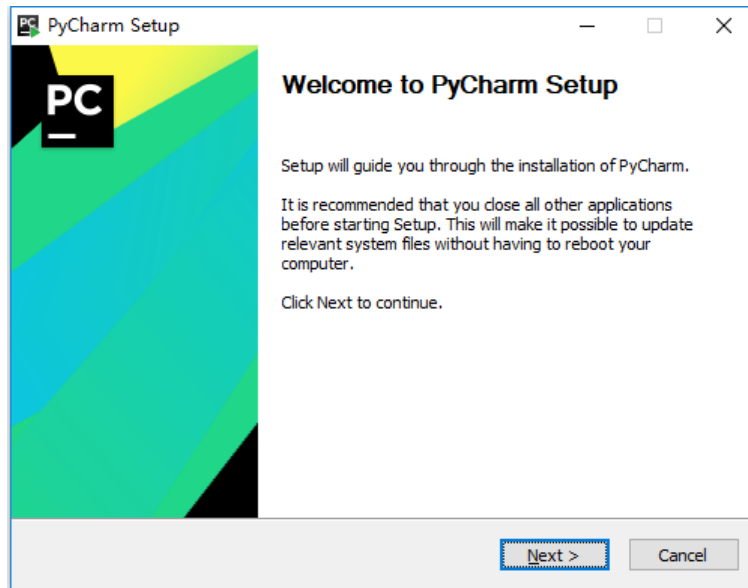 PyCharm Setup
PC
Welcome to PyCharm Setup
Setup will guide you through the installation of PyCharm.
It is recommended that you close all other applications
before starting Setup. This will make it possible to update
relevant system files without having to reboot your
computer.
Click Next to continue.
Next >
Cancel